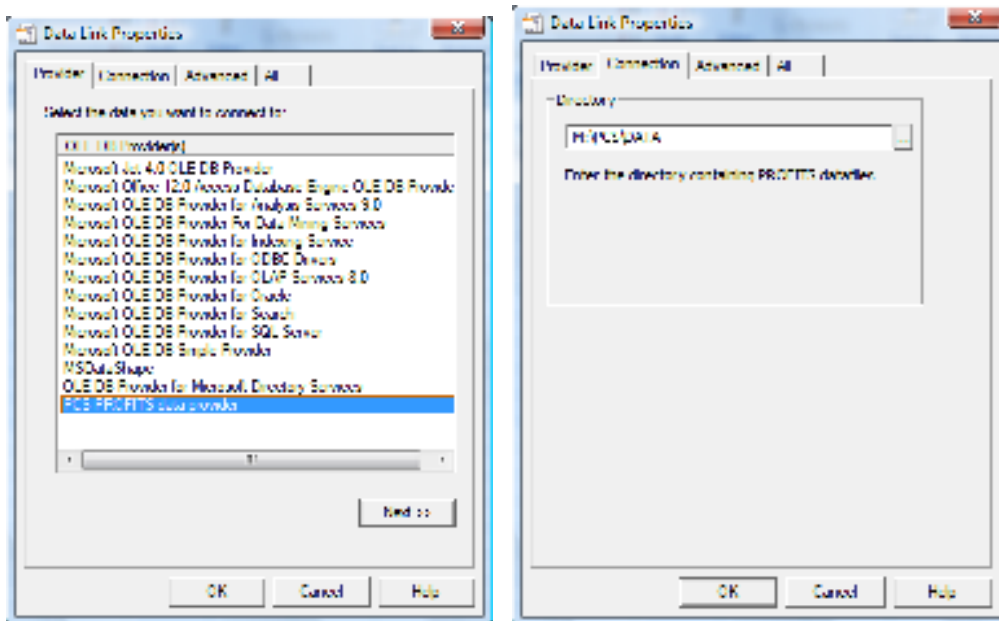 Data Link Properties
Provider Connection Advanced All
Select the data you want to connect to:
OLE DB Provider(s)
Microsoft Jet 4.0 OLE DB Provider
Microsoft Office 12.0 Access Database Engine OLE DB Provide
Microsoft OLE DB Provider for Analysis Services 9.0
Microsoft OLE DB Provider For Data Mining Services
Microsoft OLE DB Provider for Indexing Service
Microsoft OLE DB Provider for ODBC Drivers
Microsoft OLE DB Provider for OLAP Services 8.0
Microsoft OLE DB Provider for Oracle
Microsoft OLE DB Provider for Search
Microsoft OLE DB Provider for SQL Server
Microsoft OLE DB Simple Provider
MSDataShape
OLE DB Provider for Microsoft Directory Services
PCS PROFITS data provider
Next >>
OK Cancel Help
Data Link Properties
Provider Connection Advanced All
Directory
...
Enter the directory containing PROFITS datafiles.
OK Cancel Help